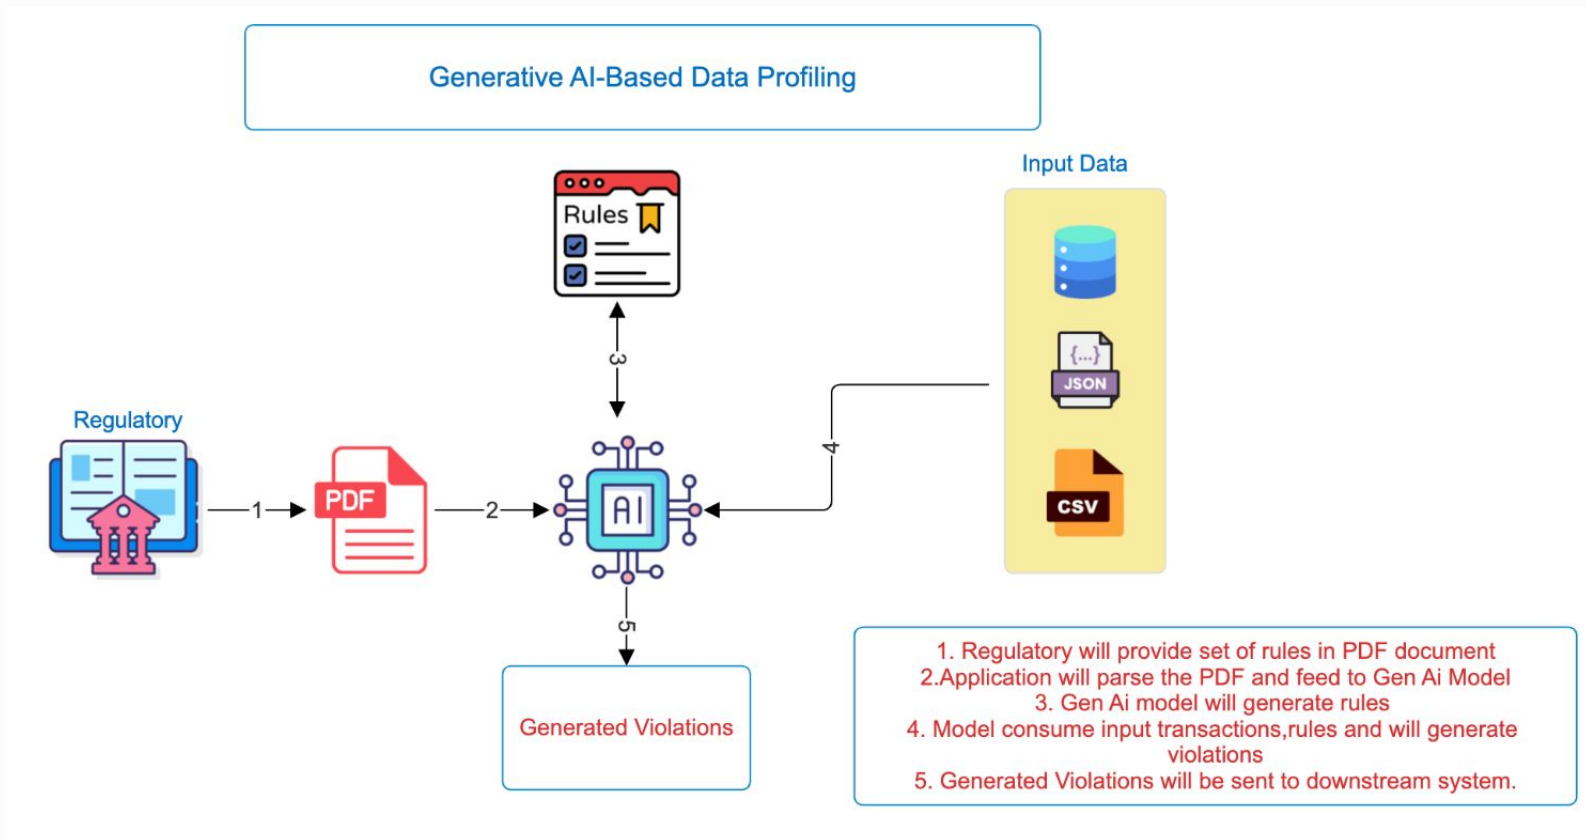 Generative AI-Based Data Profiling
Input Data
Rules
{...}
JSON
3
Regulatory
4
CSV
PDF
1
2
AI
5
Generated Violations
1. Regulatory will provide set of rules in PDF document
2.Application will parse the PDF and feed to Gen Ai Model
3. Gen Ai model will generate rules
4. Model consume input transactions,rules and will generate
violations
5. Generated Violations will be sent to downstream system.